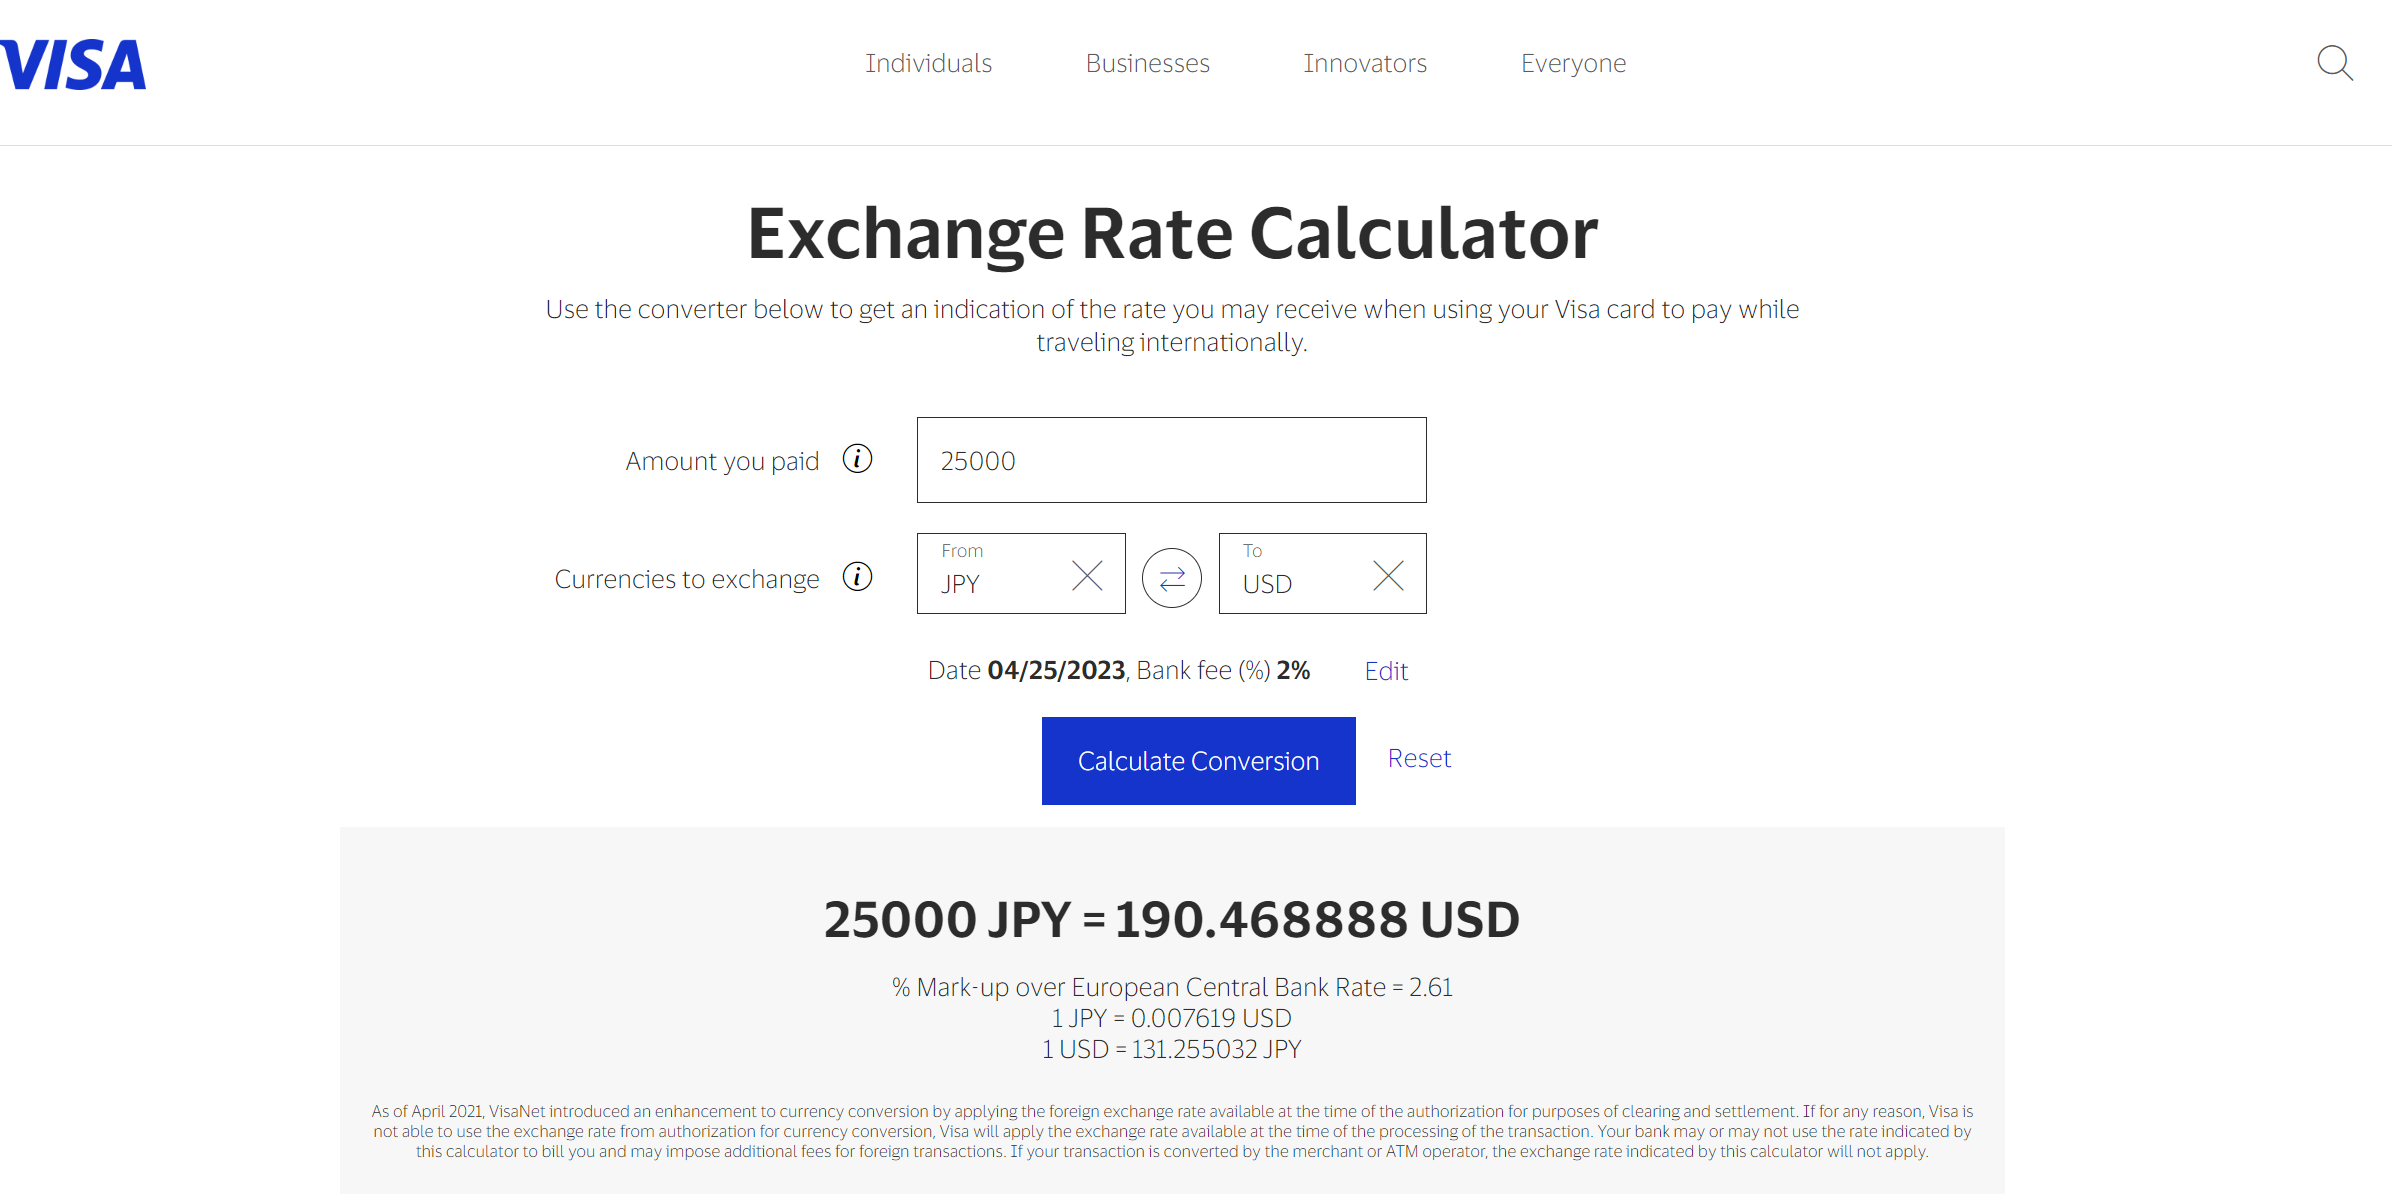 VISA
Individuals
Businesses
Innovators
Everyone
Exchange Rate Calculator
Use the converter below to get an indication of the rate you may receive when using your Visa card to pay while
traveling internationally.
Amount you paid
i
25000
Currencies to exchange
i
From
JPY
To
USD
Date 04/25/2023, Bank fee (%) 2%
Edit
Calculate Conversion
Reset
25000 JPY = 190.468888 USD
% Mark-up over European Central Bank Rate = 2.61
1 JPY = 0.007619 USD
1 USD = 131.255032 JPY
As of April 2021, VisaNet introduced an enhancement to currency conversion by applying the foreign exchange rate available at the time of the authorization for purposes of clearing and settlement. If for any reason, Visa is
not able to use the exchange rate from authorization for currency conversion, Visa will apply the exchange rate available at the time of the processing of the transaction. Your bank may or may not use the rate indicated by
this calculator to bill you and may impose additional fees for foreign transactions. If your transaction is converted by the merchant or ATM operator, the exchange rate indicated by this calculator will not apply.